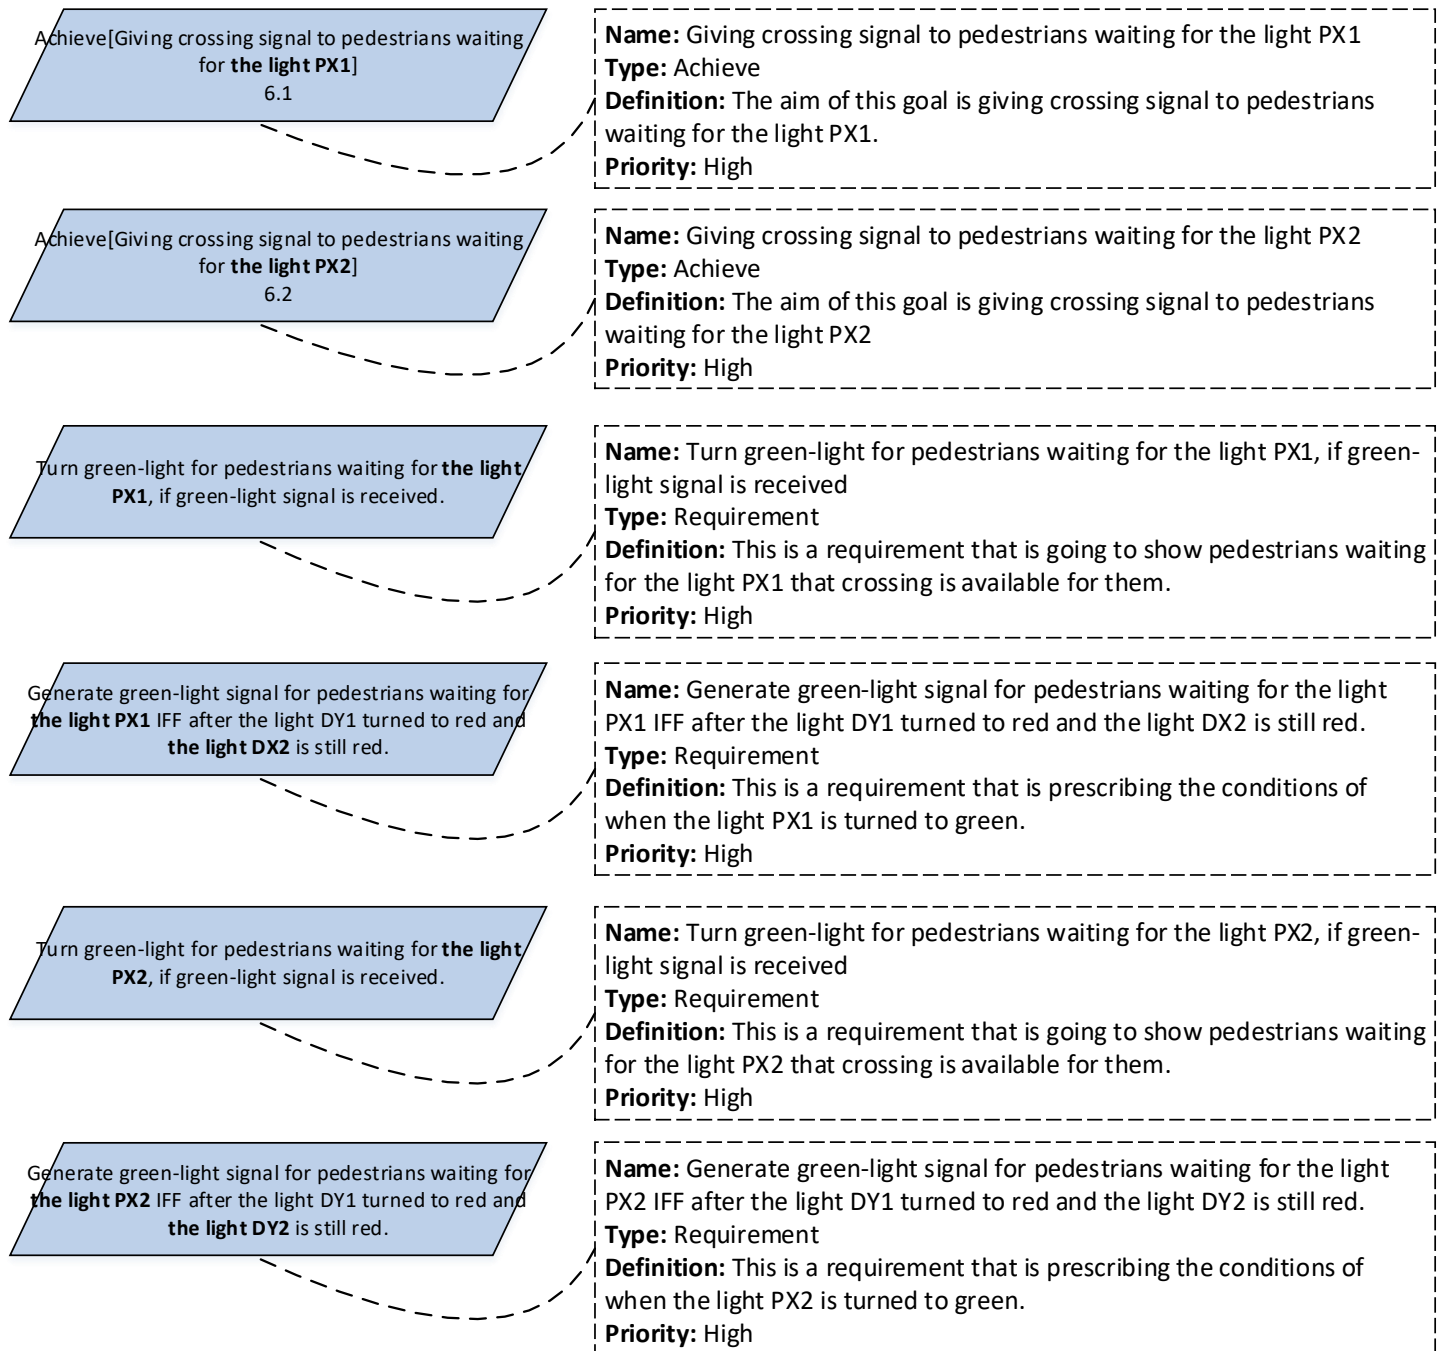 Achieve[Giving crossing signal to pedestrians waiting
for the light PX1]
6.1
Name: Giving crossing signal to pedestrians waiting for the light PX1
Type: Achieve
Definition: The aim of this goal is giving crossing signal to pedestrians
waiting for the light PX1.
Priority: High
Achieve[Giving crossing signal to pedestrians waiting
for the light PX2]
6.2
Name: Giving crossing signal to pedestrians waiting for the light PX2
Type: Achieve
Definition: The aim of this goal is giving crossing signal to pedestrians
waiting for the light PX2
Priority: High
Turn green-light for pedestrians waiting for the light
PX1, if green-light signal is received.
Name: Turn green-light for pedestrians waiting for the light PX1, if green-
light signal is received
Type: Requirement
Definition: This is a requirement that is going to show pedestrians waiting
for the light PX1 that crossing is available for them.
Priority: High
Generate green-light signal for pedestrians waiting for
the light PX1 IFF after the light DY1 turned to red and
the light DX2 is still red.
Name: Generate green-light signal for pedestrians waiting for the light
PX1 IFF after the light DY1 turned to red and the light DX2 is still red.
Type: Requirement
Definition: This is a requirement that is prescribing the conditions of
when the light PX1 is turned to green.
Priority: High
Turn green-light for pedestrians waiting for the light
PX2, if green-light signal is received.
Name: Turn green-light for pedestrians waiting for the light PX2, if green-
light signal is received
Type: Requirement
Definition: This is a requirement that is going to show pedestrians waiting
for the light PX2 that crossing is available for them.
Priority: High
Generate green-light signal for pedestrians waiting for
the light PX2 IFF after the light DY1 turned to red and
the light DY2 is still red.
Name: Generate green-light signal for pedestrians waiting for the light
PX2 IFF after the light DY1 turned to red and the light DY2 is still red.
Type: Requirement
Definition: This is a requirement that is prescribing the conditions of
when the light PX2 is turned to green.
Priority: High